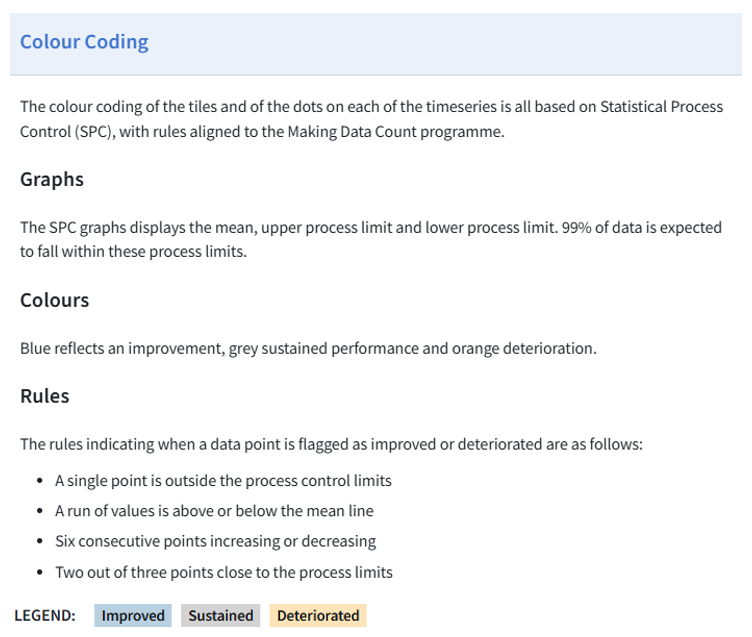 Colour Coding
The colour coding of the tiles and of the dots on each of the timeseries is all based on Statistical Process
Control (SPC), with rules aligned to the Making Data Count programme.
Graphs
The SPC graphs displays the mean, upper process limit and lower process limit. 99% of data is expected
to fall within these process limits.
Colours
Blue reflects an improvement, grey sustained performance and orange deterioration.
Rules
The rules indicating when a data point is flagged as improved or deteriorated are as follows:
• A single point is outside the process control limits
• A run of values is above or below the mean line
• Six consecutive points increasing or decreasing
• Two out of three points close to the process limits
LEGEND: Improved Sustained Deteriorated